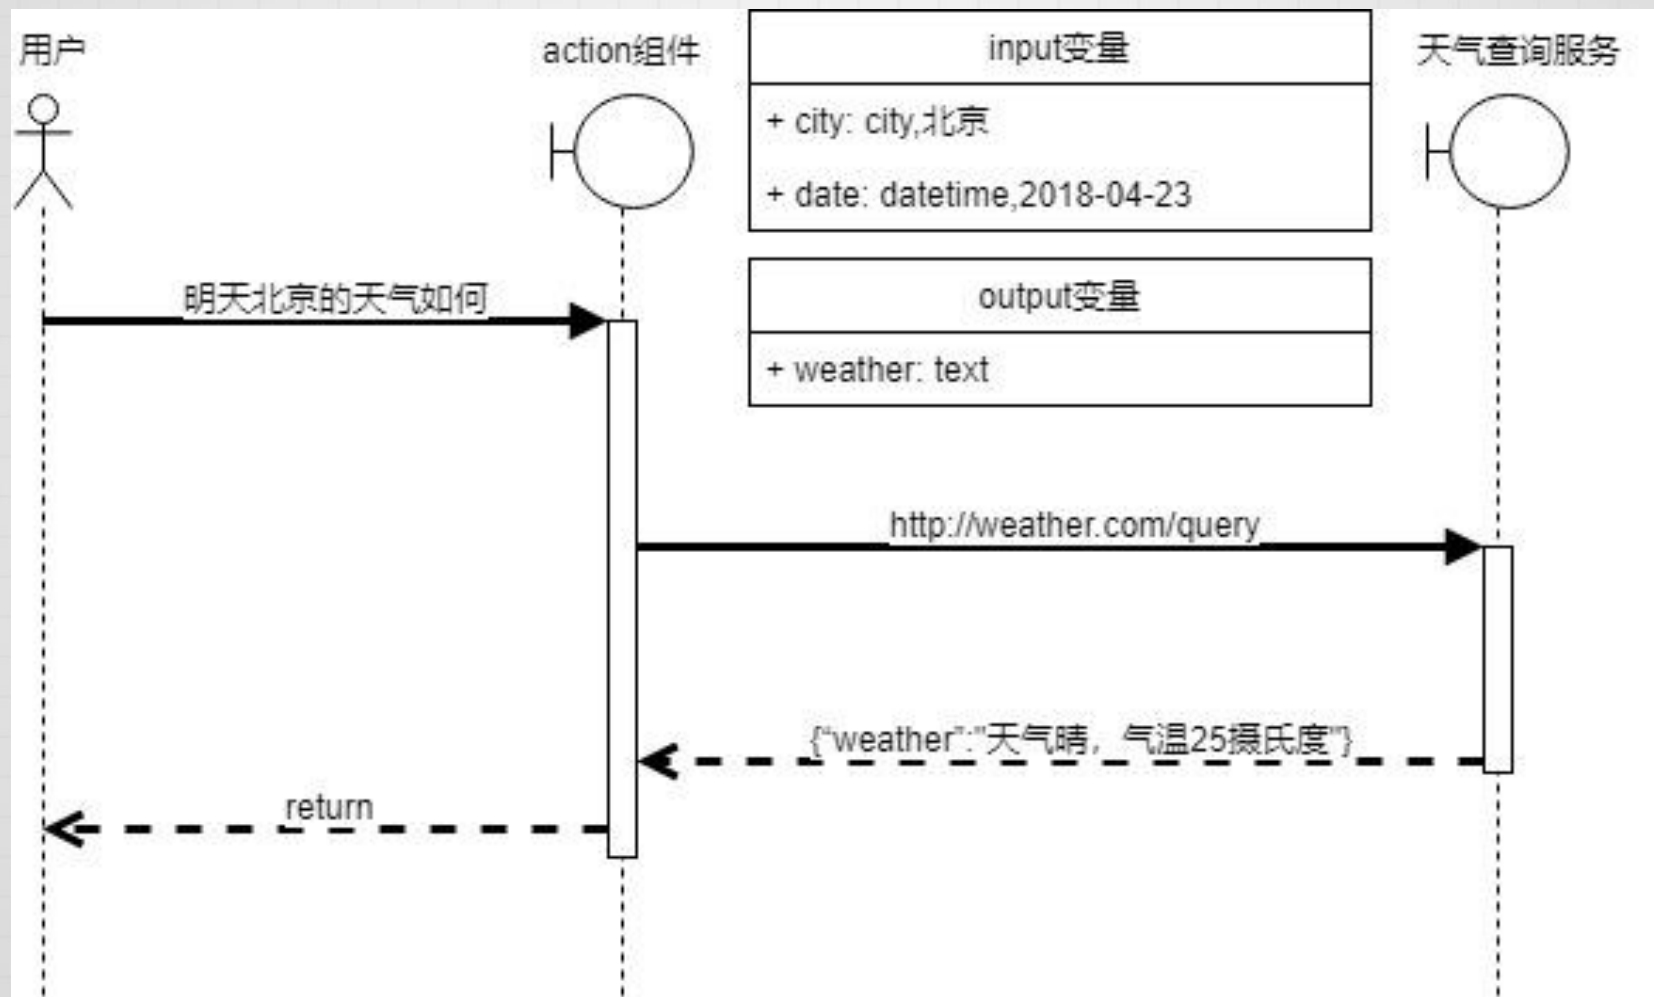 用户
action组件
input变量
天气查询服务
+ city: city,北京
+ date: datetime,2018-04-23
明天北京的天气如何
output变量
+ weather: text
http://weather.com/query
{"weather":"天气晴，气温25摄氏度"}
return